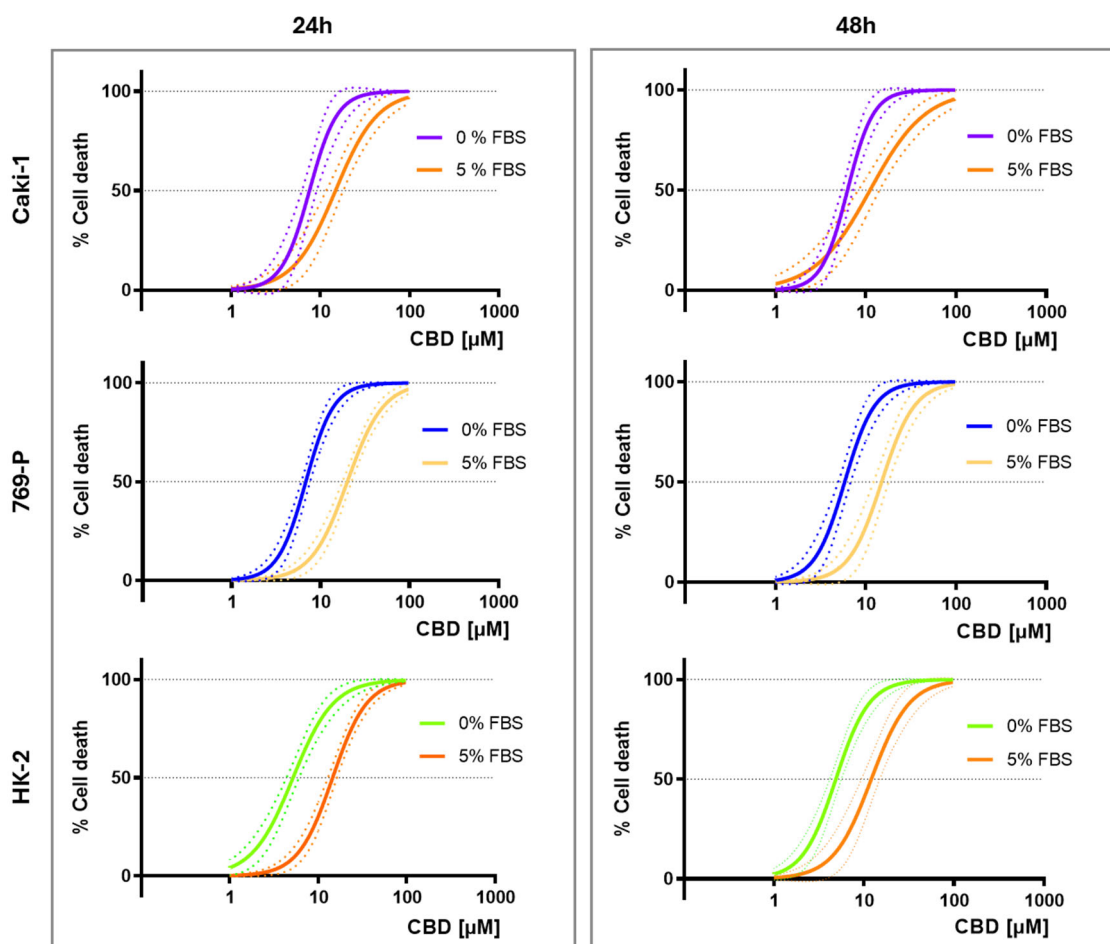 24h
48h
Caki-1
% Cell death
100
50
0
0 % FBS
5 % FBS
1
10
100
1000
CBD [µM]
% Cell death
100
50
0
0% FBS
5% FBS
1
10
100
1000
CBD [µM]
769-P
% Cell death
100
50
0
0% FBS
5% FBS
1
10
100
1000
CBD [µM]
% Cell death
100
50
0
0% FBS
5% FBS
1
10
100
1000
CBD [µM]
HK-2
% Cell death
100
50
0
0% FBS
5% FBS
1
10
100
1000
CBD [µM]
% Cell death
100
50
0
0% FBS
5% FBS
1
10
100
1000
CBD [µM]